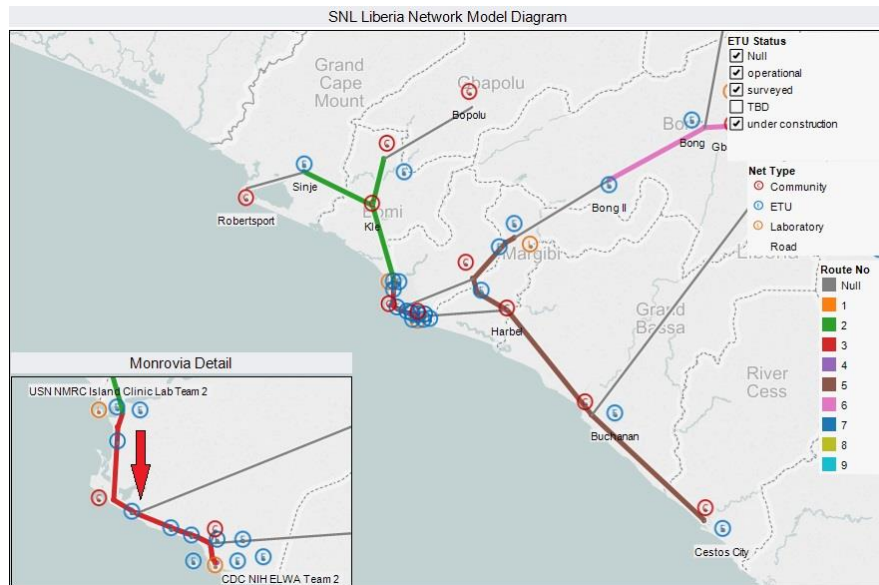 SNL Liberia Network Model Diagram
ETU Status
Null
operational
surveyed
TBD
under construction
Grand
Cape
Mount
Gbapolu
Bopolu
Bo
Bong
Gb
Net Type
Community
ETU
Laboratory
Road
Sinje
Robertsport
Lomi
Kle
Bong II
Margibi
Route No
Null
1
2
3
4
5
6
7
8
9
Grand
Bassa
Harbel
River
Cess
Buchanan
Cestos City
Monrovia Detail
USN NMRC Island Clinic Lab Team 2
CDC NIH ELWA Team 2